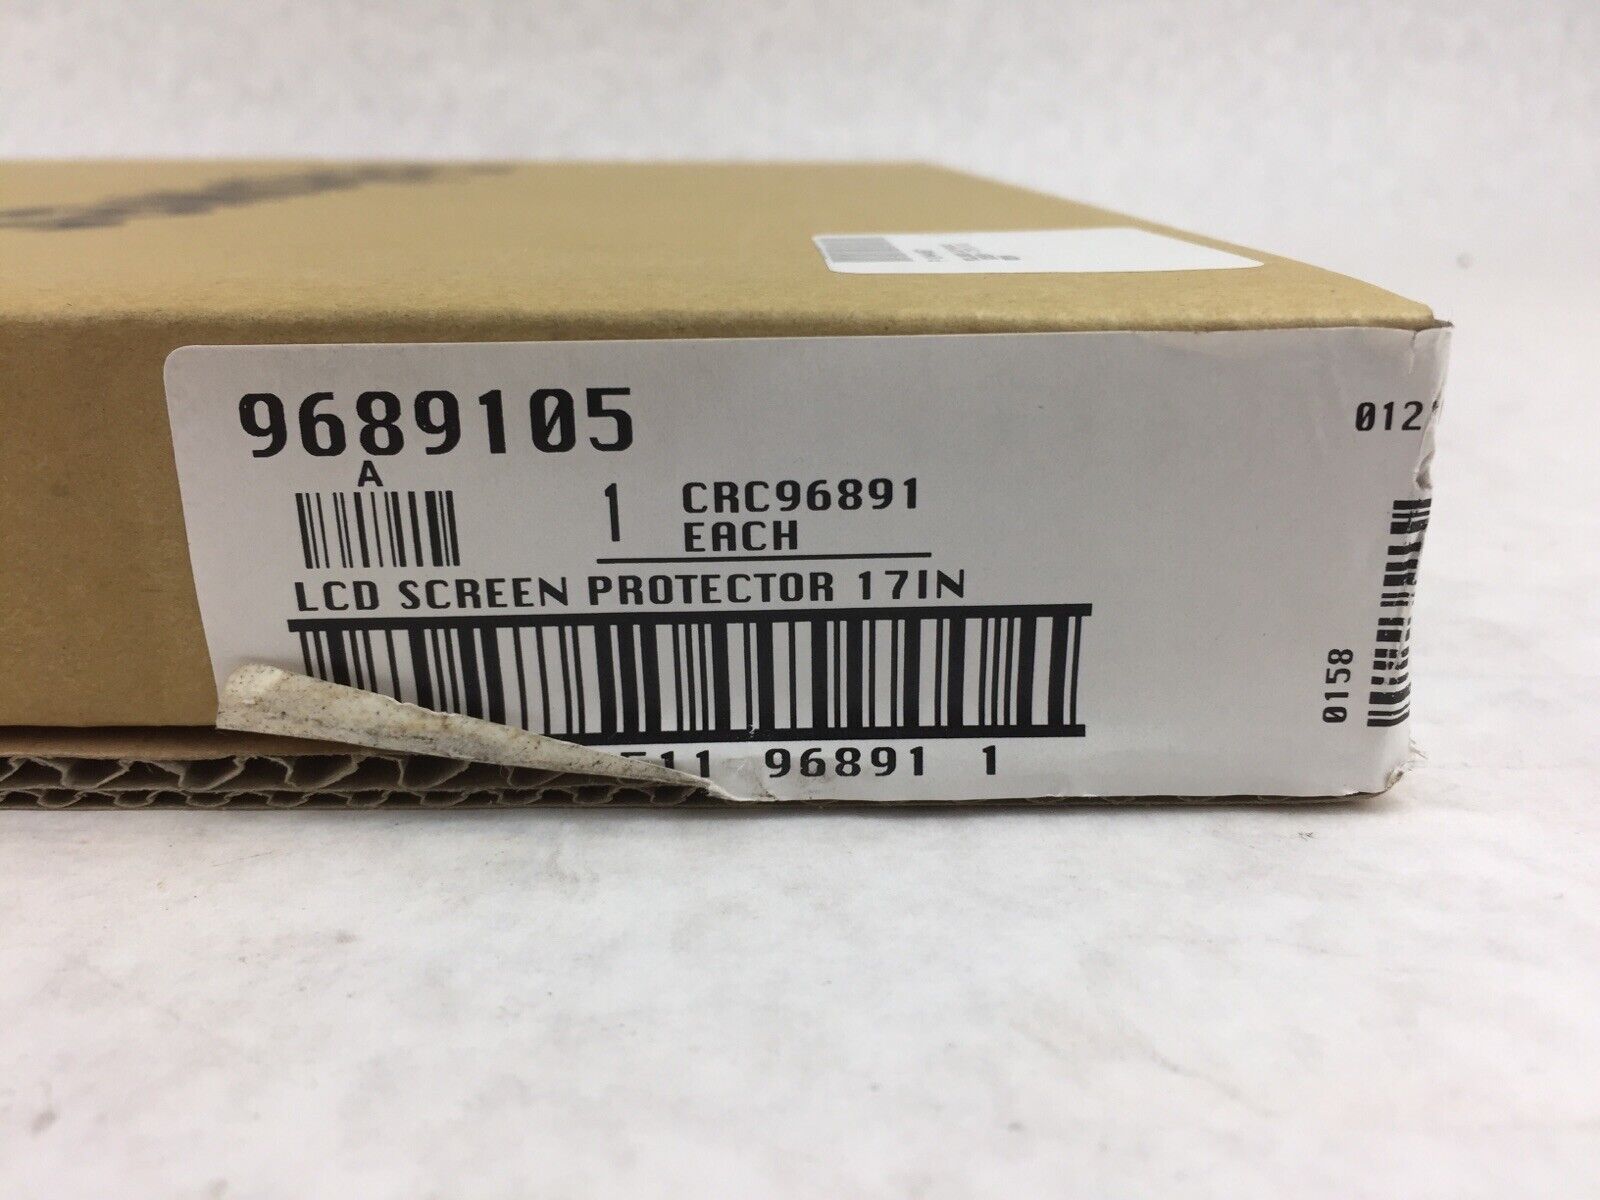 9689105
A
1 CRC96891
EACH
LCD SCREEN PROTECTOR 17IN
11 96891 1
012
0158